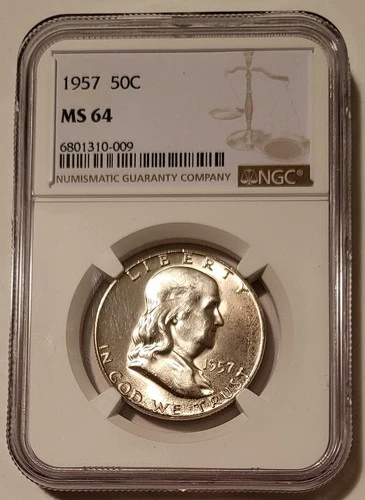 1957 50C
MS 64
6801310-009
NUMISMATIC GUARANTY COMPANY NGC®
LIBERTY
1957
IN GOD WE TRUST